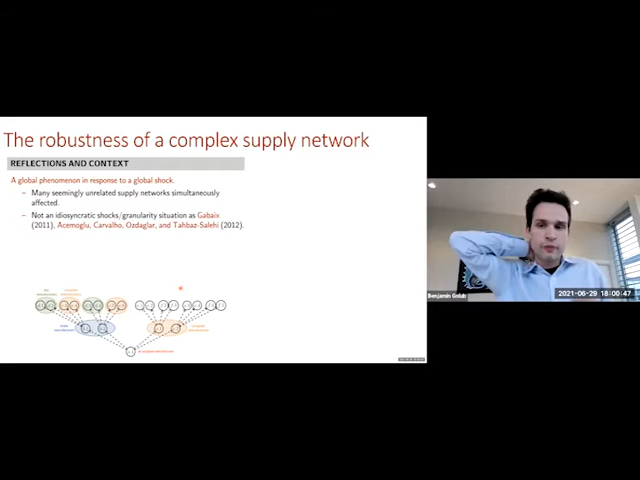 The robustness of a complex supply network
REFLECTIONS AND CONTEXT
A global phenomenon in response to a global shock.
– Many seemingly unrelated supply networks simultaneously
affected.
– Not an idiosyncratic shocks/granularity situation as Gabaix
(2011), Acemoglu, Carvalho, Ozdaglar, and Tahbaz-Salehi (2012).
Benjamin Golub
2021-06-29 18:00:47